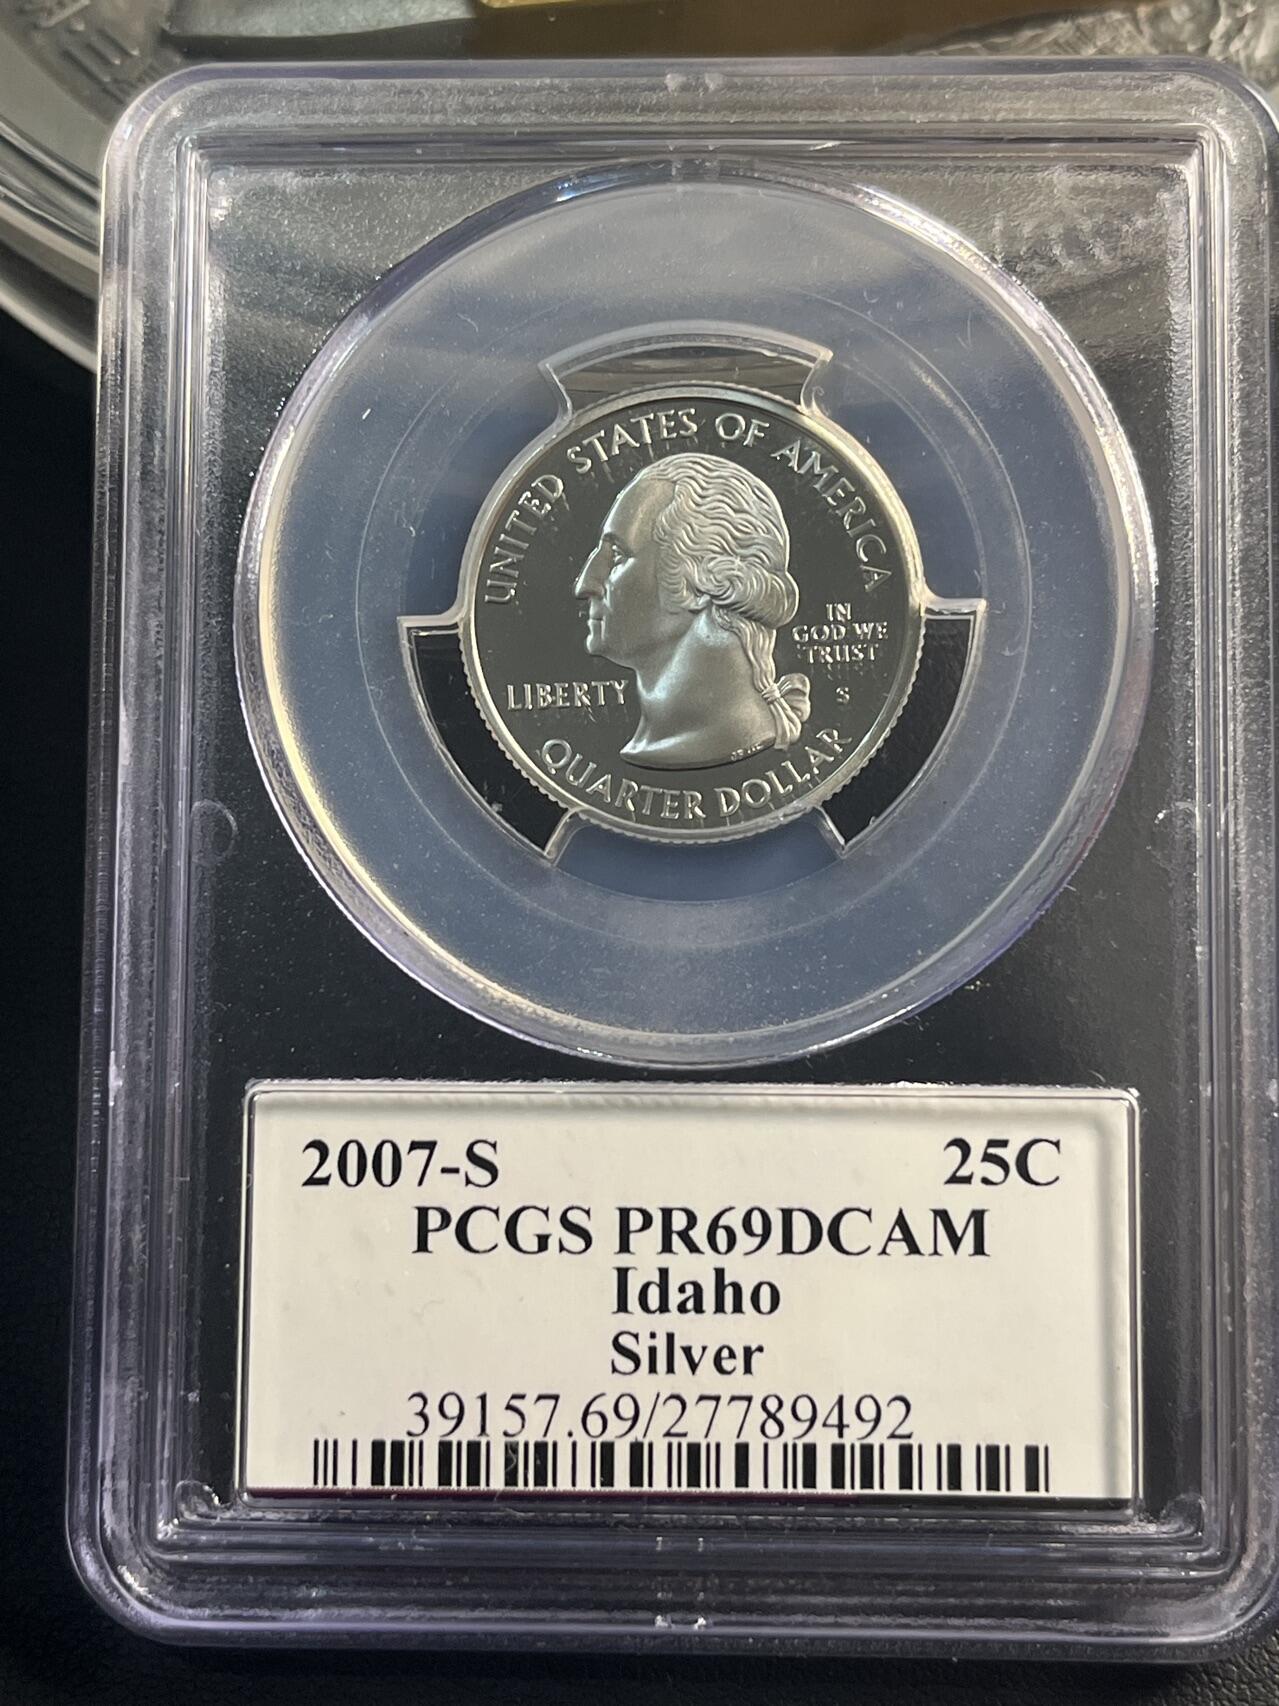 UNITED STATES OF AMERICA
IN
GOD WE
TRUST
LIBERTY
S
QUARTER DOLLAR
2007-S 25C
PCGS PR69DCAM
Idaho
Silver
39157.69/27789492